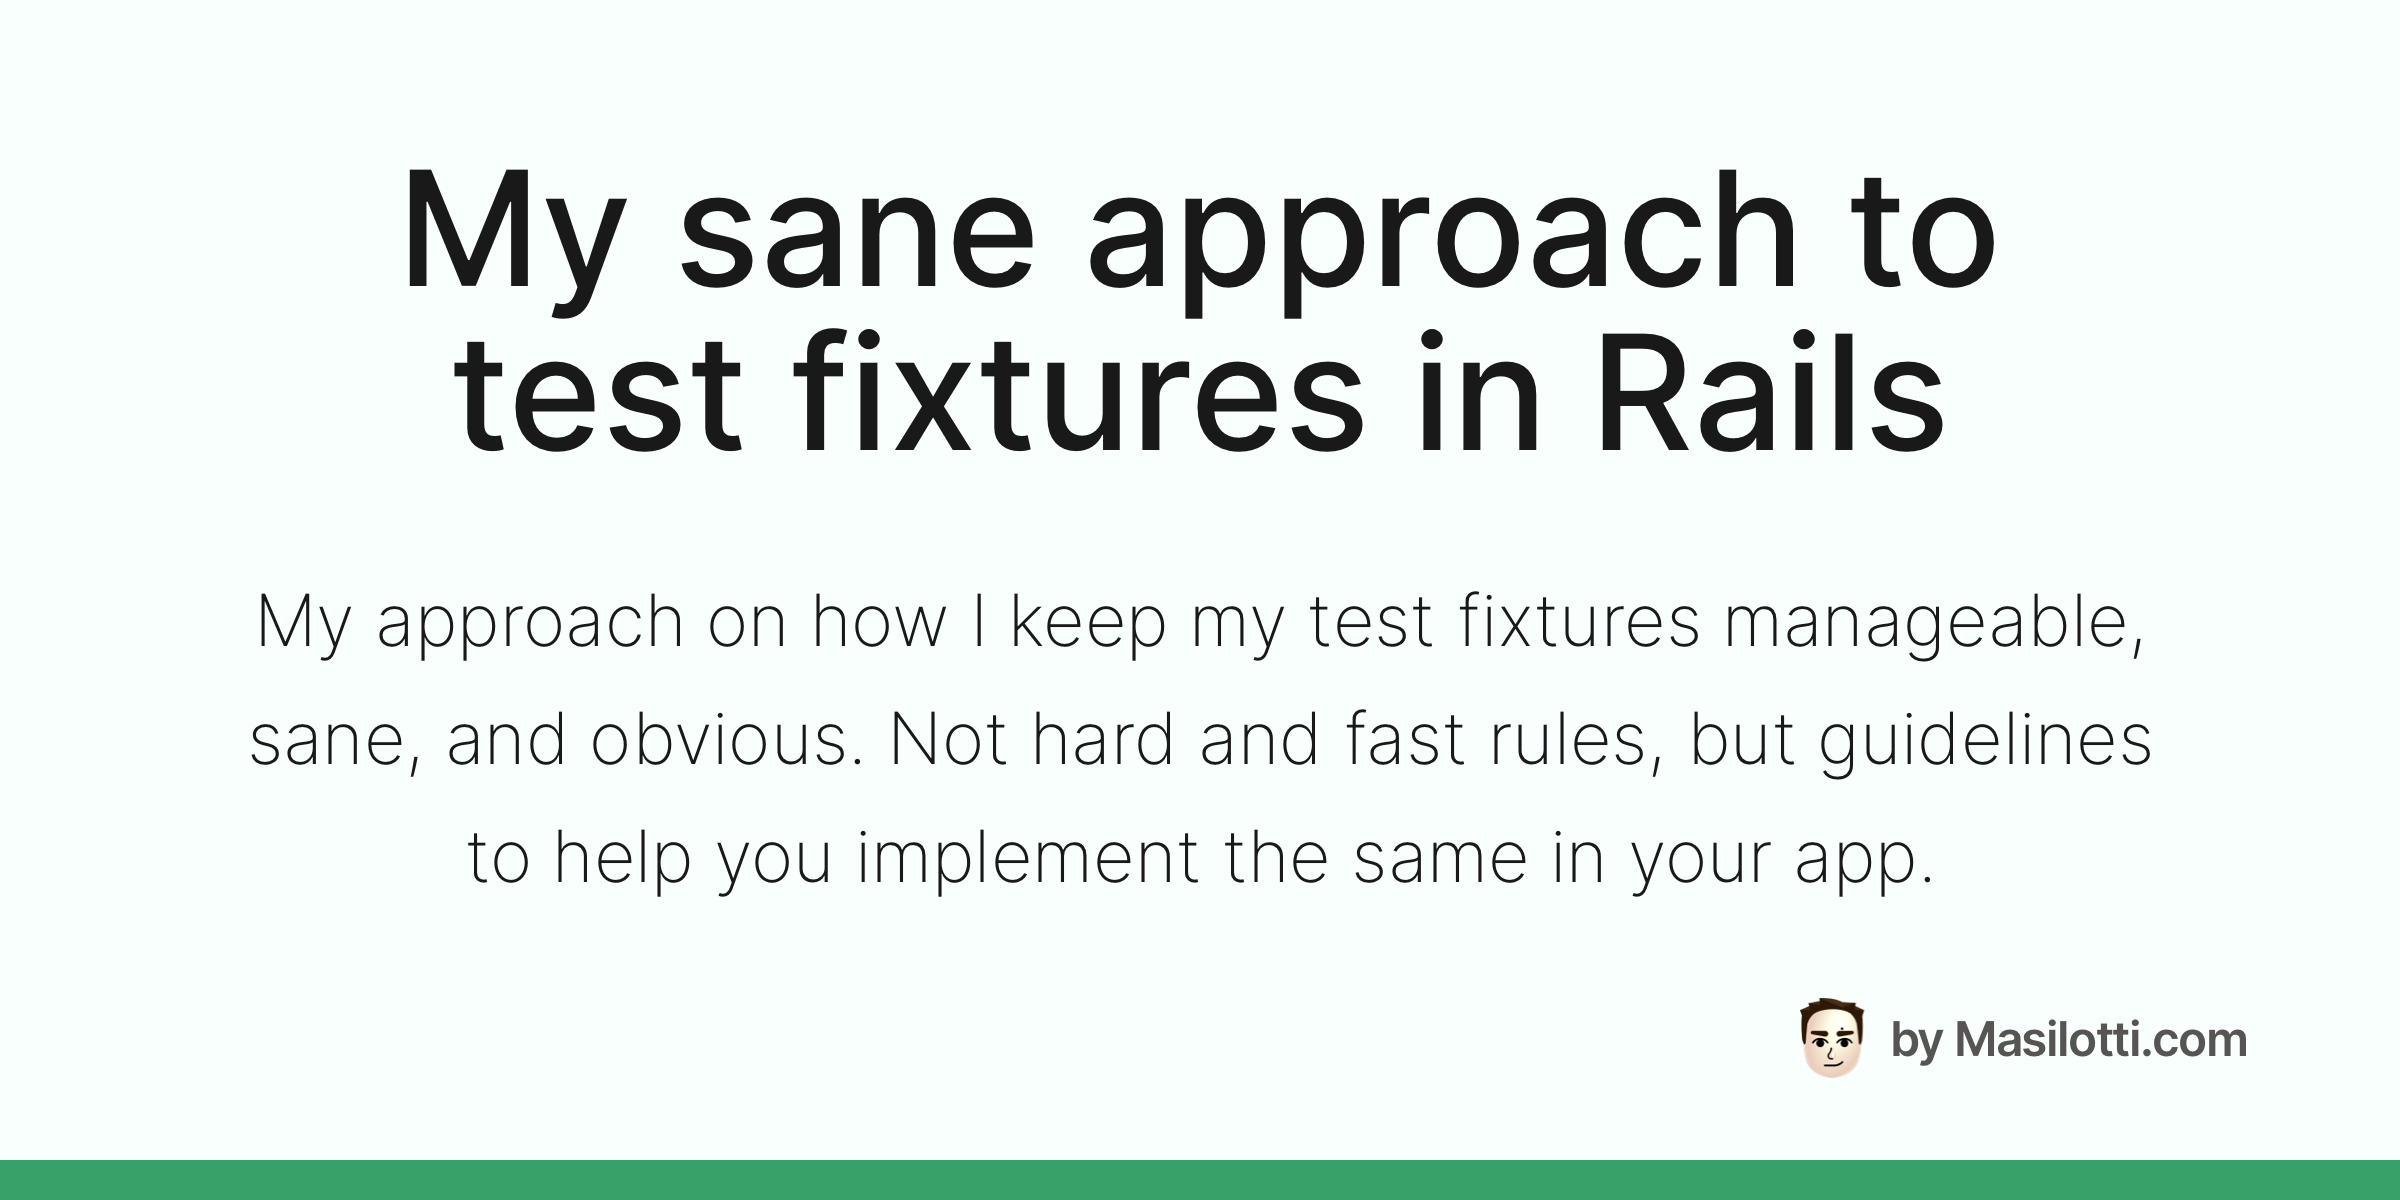 My sane approach to
test fixtures in Rails
My approach on how I keep my test fixtures manageable,
sane, and obvious. Not hard and fast rules, but guidelines
to help you implement the same in your app.
by Masilotti.com